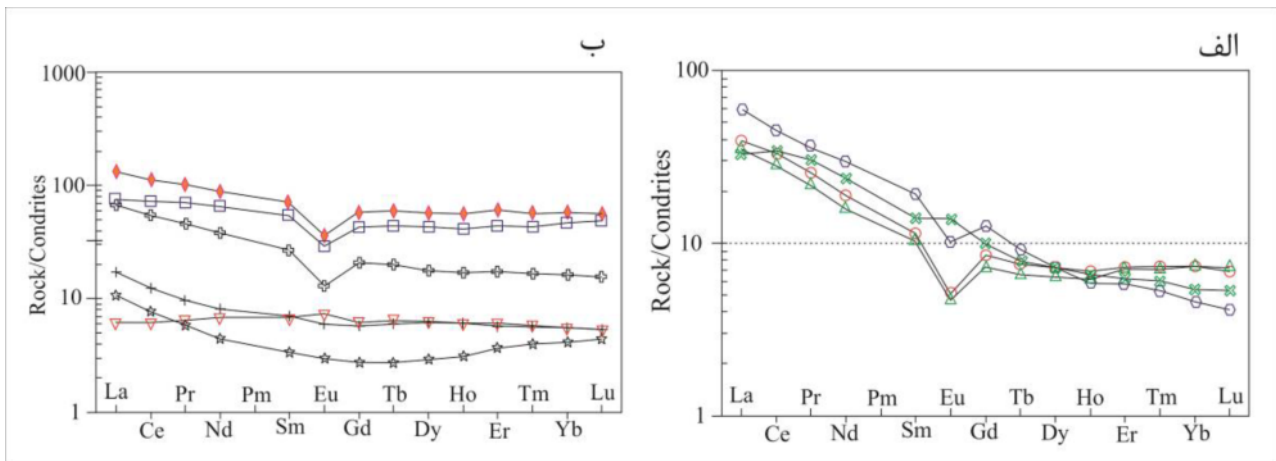 ب
1000
100
10
1
Rock/Condrites
La Pr Pm Eu Tb Ho Tm Lu
Ce Nd Sm Gd Dy Er Yb
الف
100
10
1
Rock/Condrites
La Pr Pm Eu Tb Ho Tm Lu
Ce Nd Sm Gd Dy Er Yb